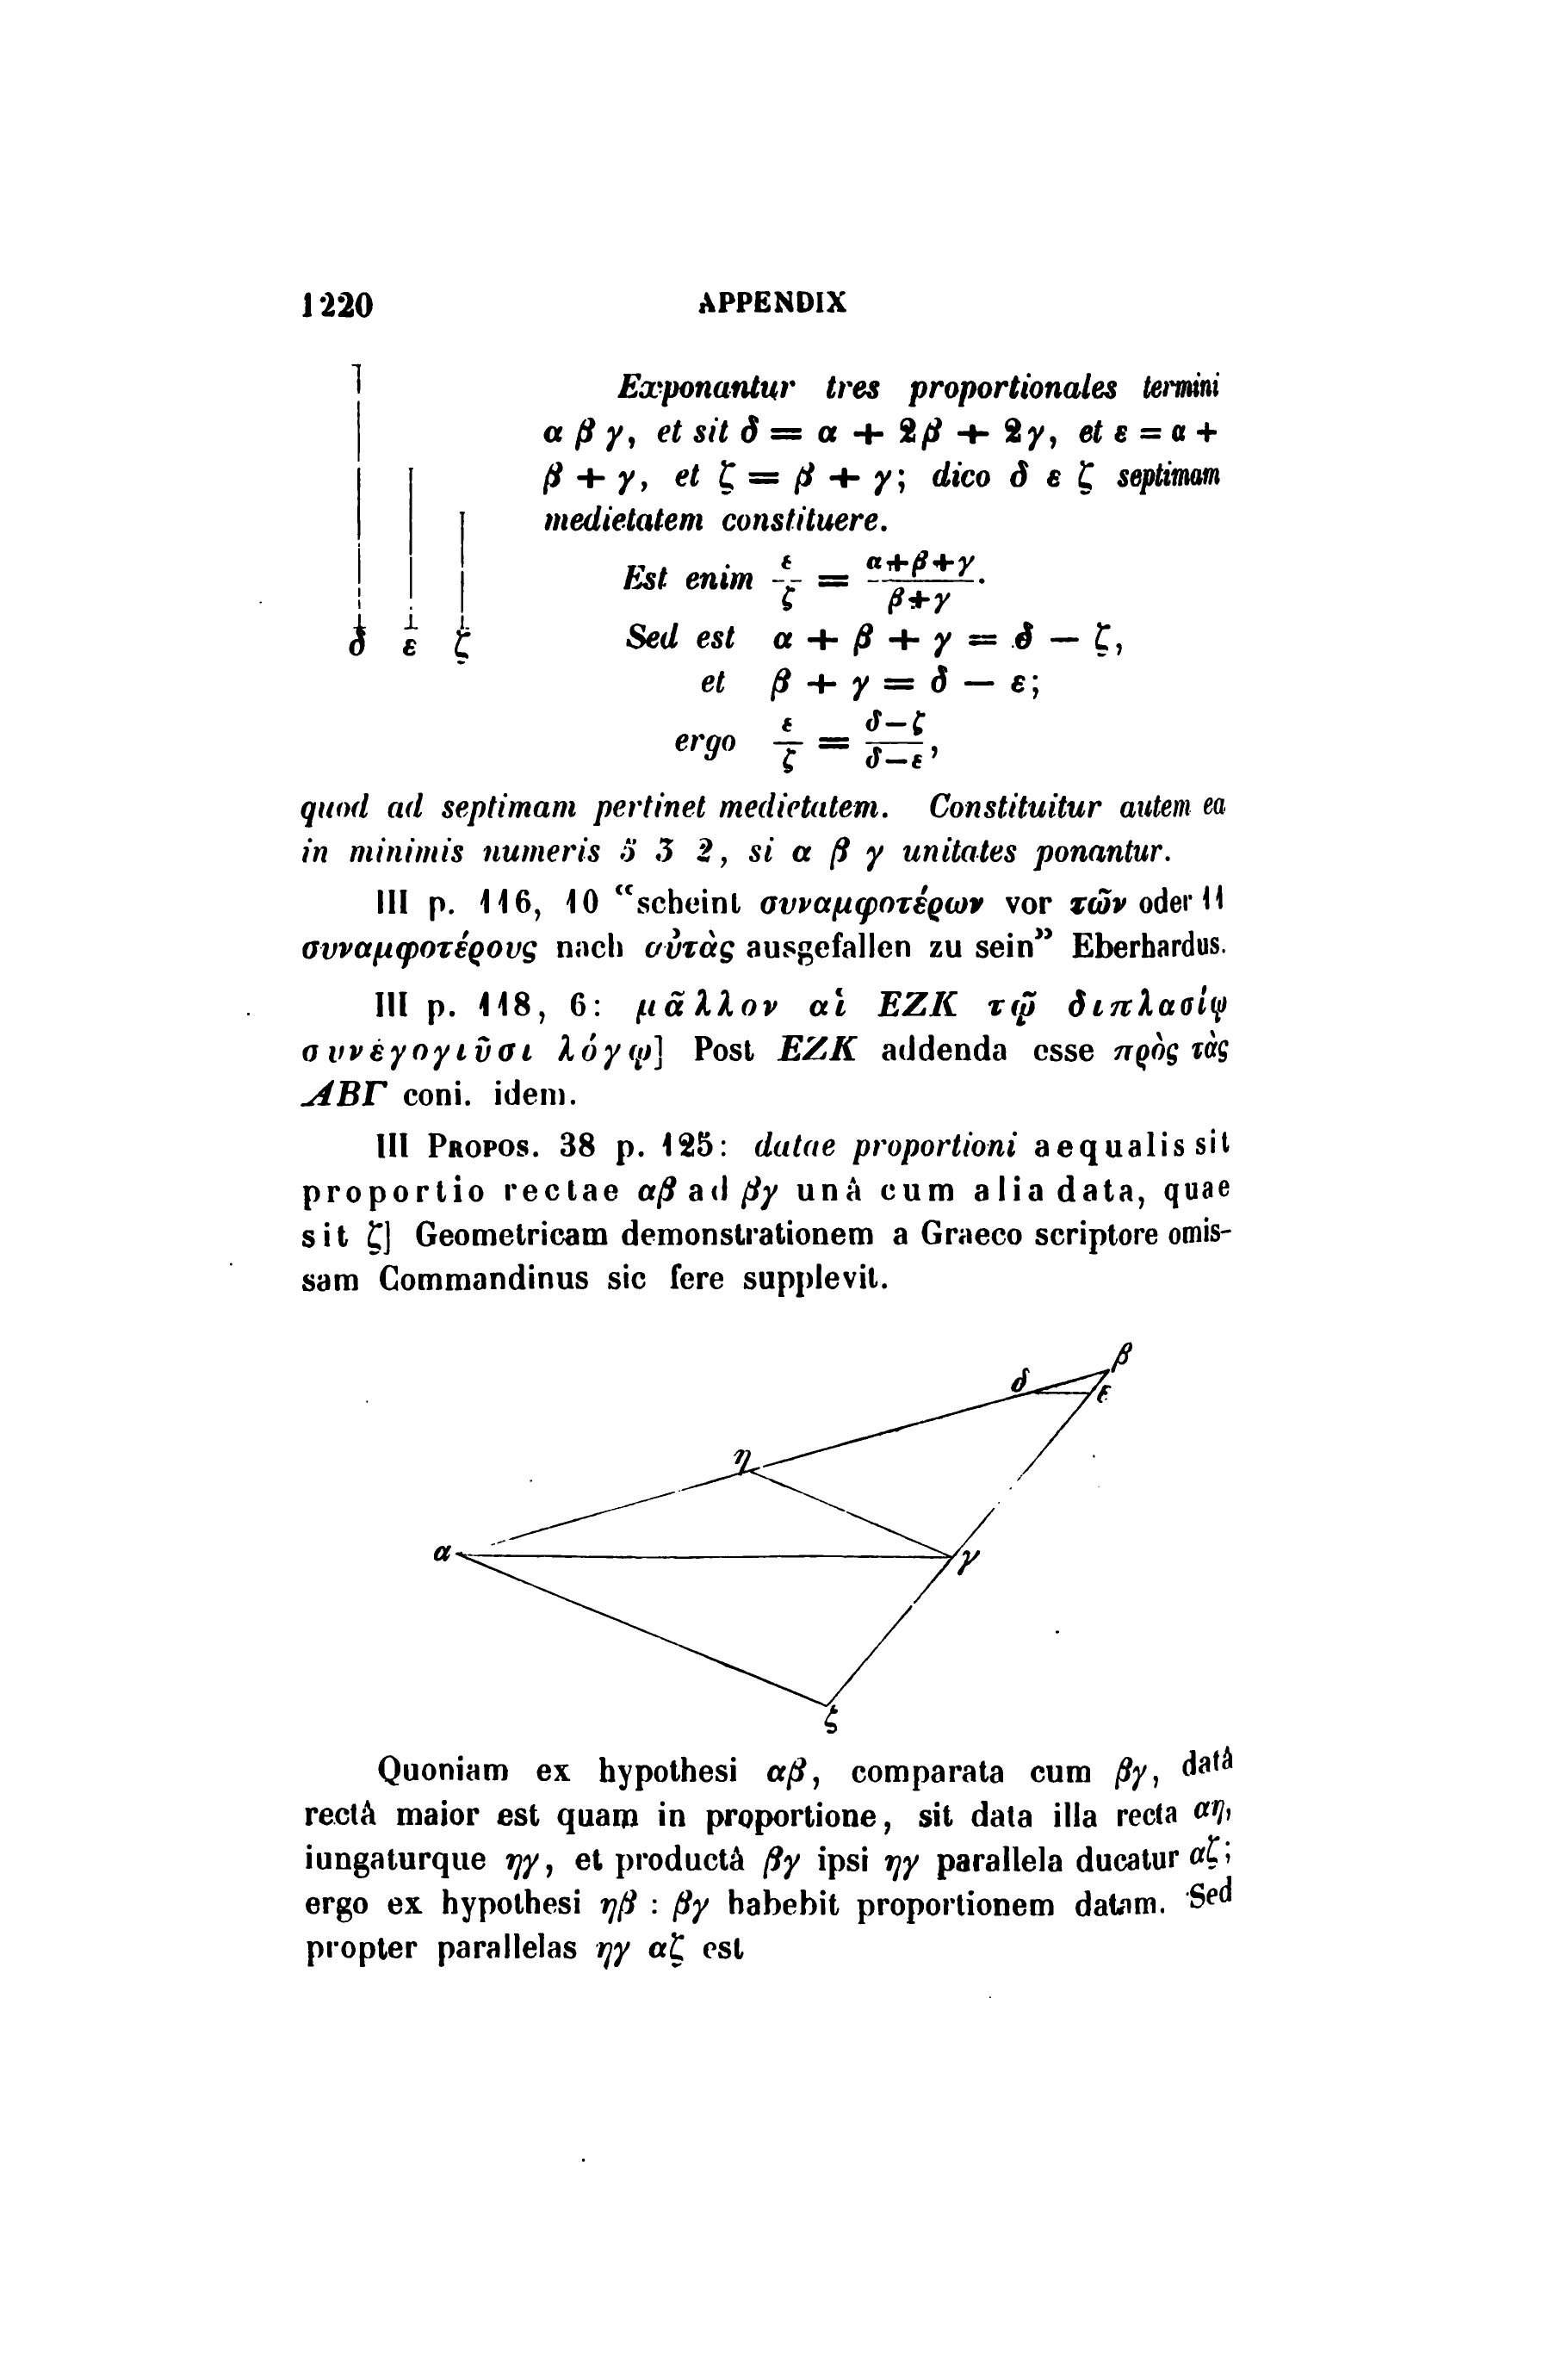 1220 APPENDIX
Exponantur tres proportionales termini
α β γ, et sit δ = α + 2β + 2γ, et ε = α +
β + γ, et ζ = β + γ; dico δ ε ζ septimam
medietatem constituere.
Est enim ε/ζ = α+β+γ/β+γ.
Sed est α + β + γ = δ — ζ,
et β + γ = δ — ε;
ergo ε/ζ = δ—ζ/δ—ε,
δ ε ζ
quod ad septimam pertinet medietatem. Constituitur autem ea
in minimis numeris 5 3 2, si α β γ unitates ponantur.
III p. 116, 10 “scheint συναμφοτέρων vor τῶν oder 11
συναμφοτέρους nach αὐτὰς ausgefallen zu sein” Eberhardus.
III p. 118, 6: μᾶλλον αἱ ΕΖΚ τῷ διπλασίῳ
συνέγογιῦσι λόγῳ] Post ΕΖΚ addenda esse πρὸς τὰς
ΑΒΓ coni. idem.
III Propos. 38 p. 125: datae proportioni aequalis sit
proportio rectae αβ ad βγ unâ cum alia data, quae
sit ζ] Geometricam demonstrationem a Graeco scriptore omis-
sam Commandinus sic fere supplevit.
β
δ
ε
η
α
γ
ζ
Quoniam ex hypothesi αβ, comparata cum βγ, datâ
rectâ maior est quam in proportione, sit data illa recta αη,
iungaturque ηγ, et productâ βγ ipsi ηγ parallela ducatur αζ;
ergo ex hypothesi ηβ : βγ habebit proportionem datam. Sed
propter parallelas ηγ αζ est